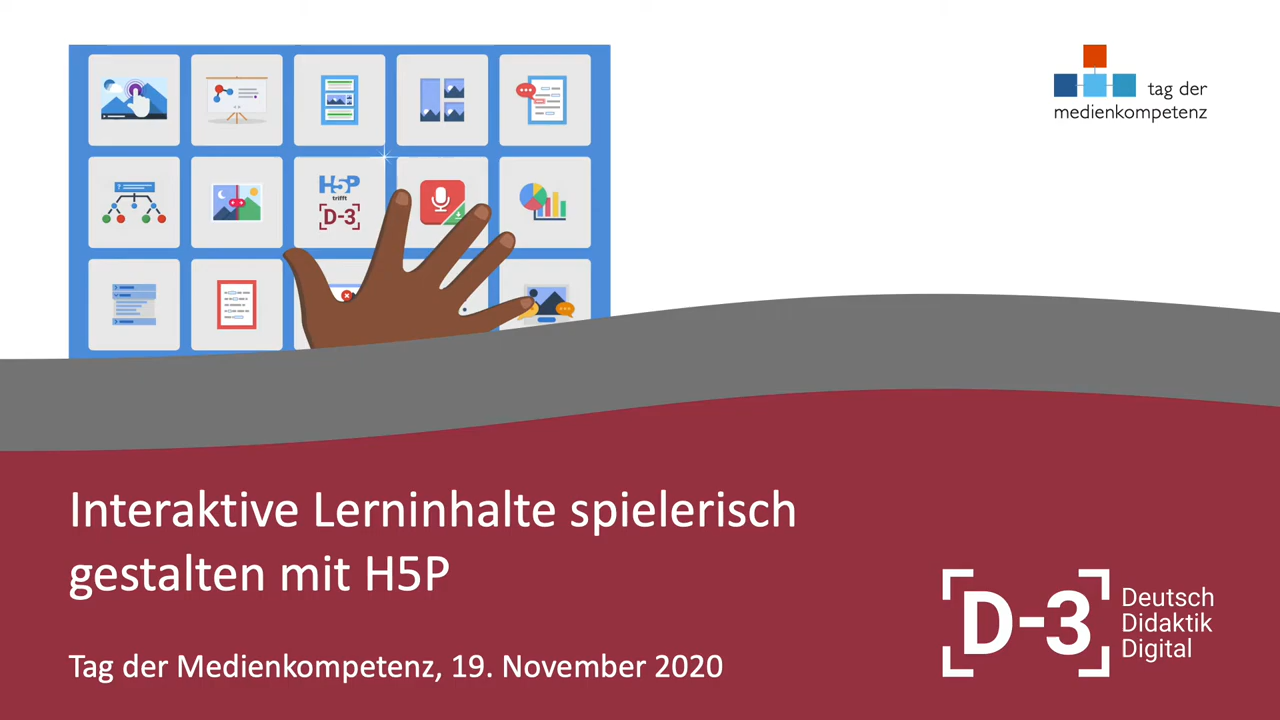 tag der
medienkompetenz
H5P
trifft
[D-3]
Interaktive Lerninhalte spielerisch
gestalten mit H5P
Tag der Medienkompetenz, 19. November 2020
[D-3]
Deutsch
Didaktik
Digital